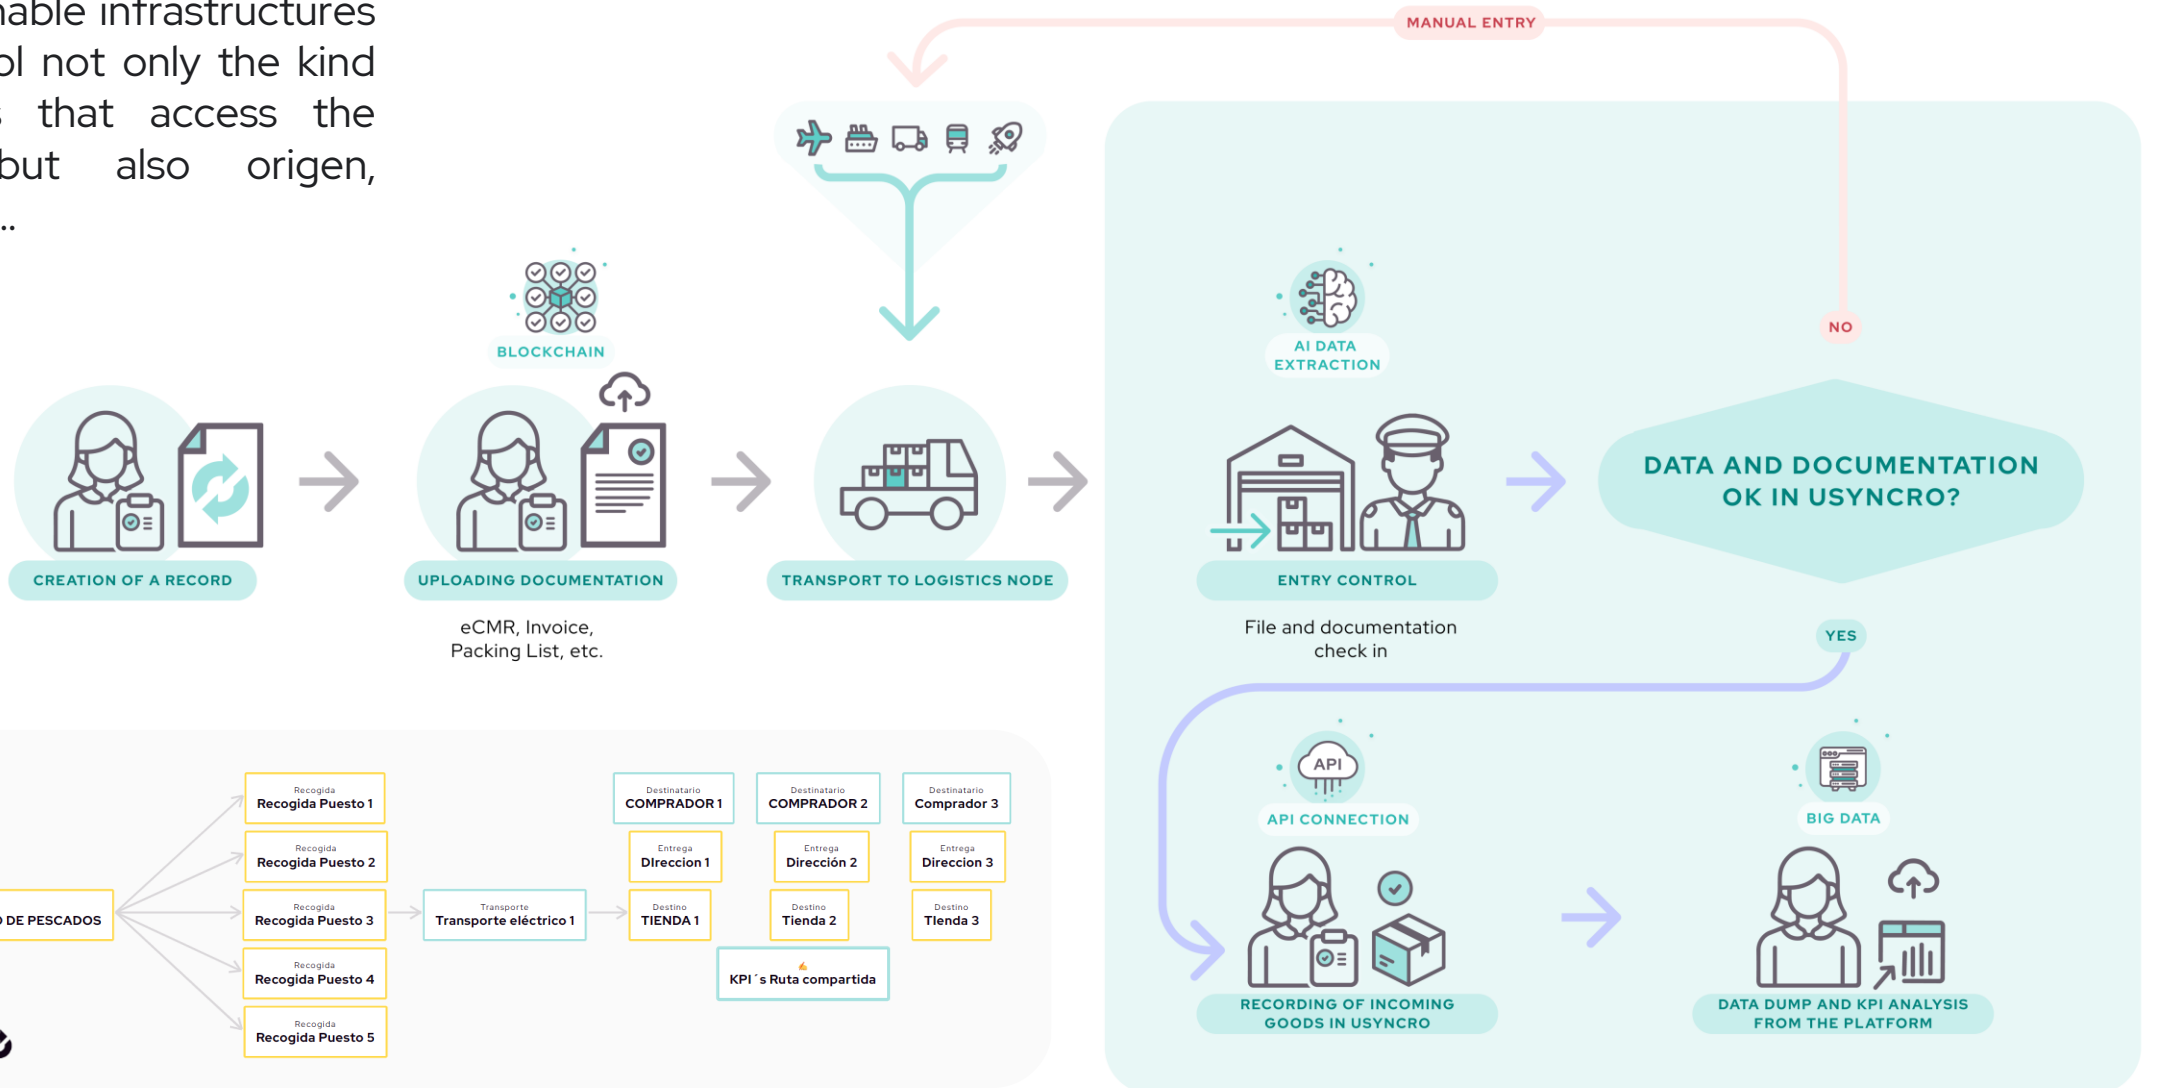 infrastructures
not only the kind
that access the
but also origen,
...
MANUAL ENTRY
BLOCKCHAIN
AI DATA
EXTRACTION
NO
DATA AND DOCUMENTATION
OK IN USYNCRO?
CREATION OF A RECORD
UPLOADING DOCUMENTATION
TRANSPORT TO LOGISTICS NODE
ENTRY CONTROL
eCMR, Invoice,
Packing List, etc.
File and documentation
check in
YES
API
API CONNECTION
BIG DATA
RECORDING OF INCOMING
GOODS IN USYNCRO
DATA DUMP AND KPI ANALYSIS
FROM THE PLATFORM
DE PESCADOS
Recogida
Recogida Puesto 1
Recogida
Recogida Puesto 2
Recogida
Recogida Puesto 3
Recogida
Recogida Puesto 4
Recogida
Recogida Puesto 5
Transporte
Transporte eléctrico 1
Destinatario
COMPRADOR 1
Destinatario
COMPRADOR 2
Destinatario
Comprador 3
Entrega
DIreccion 1
Entrega
Dirección 2
Entrega
Direccion 3
Destino
TIENDA 1
Destino
Tienda 2
Destino
TIenda 3
KPI´s Ruta compartida